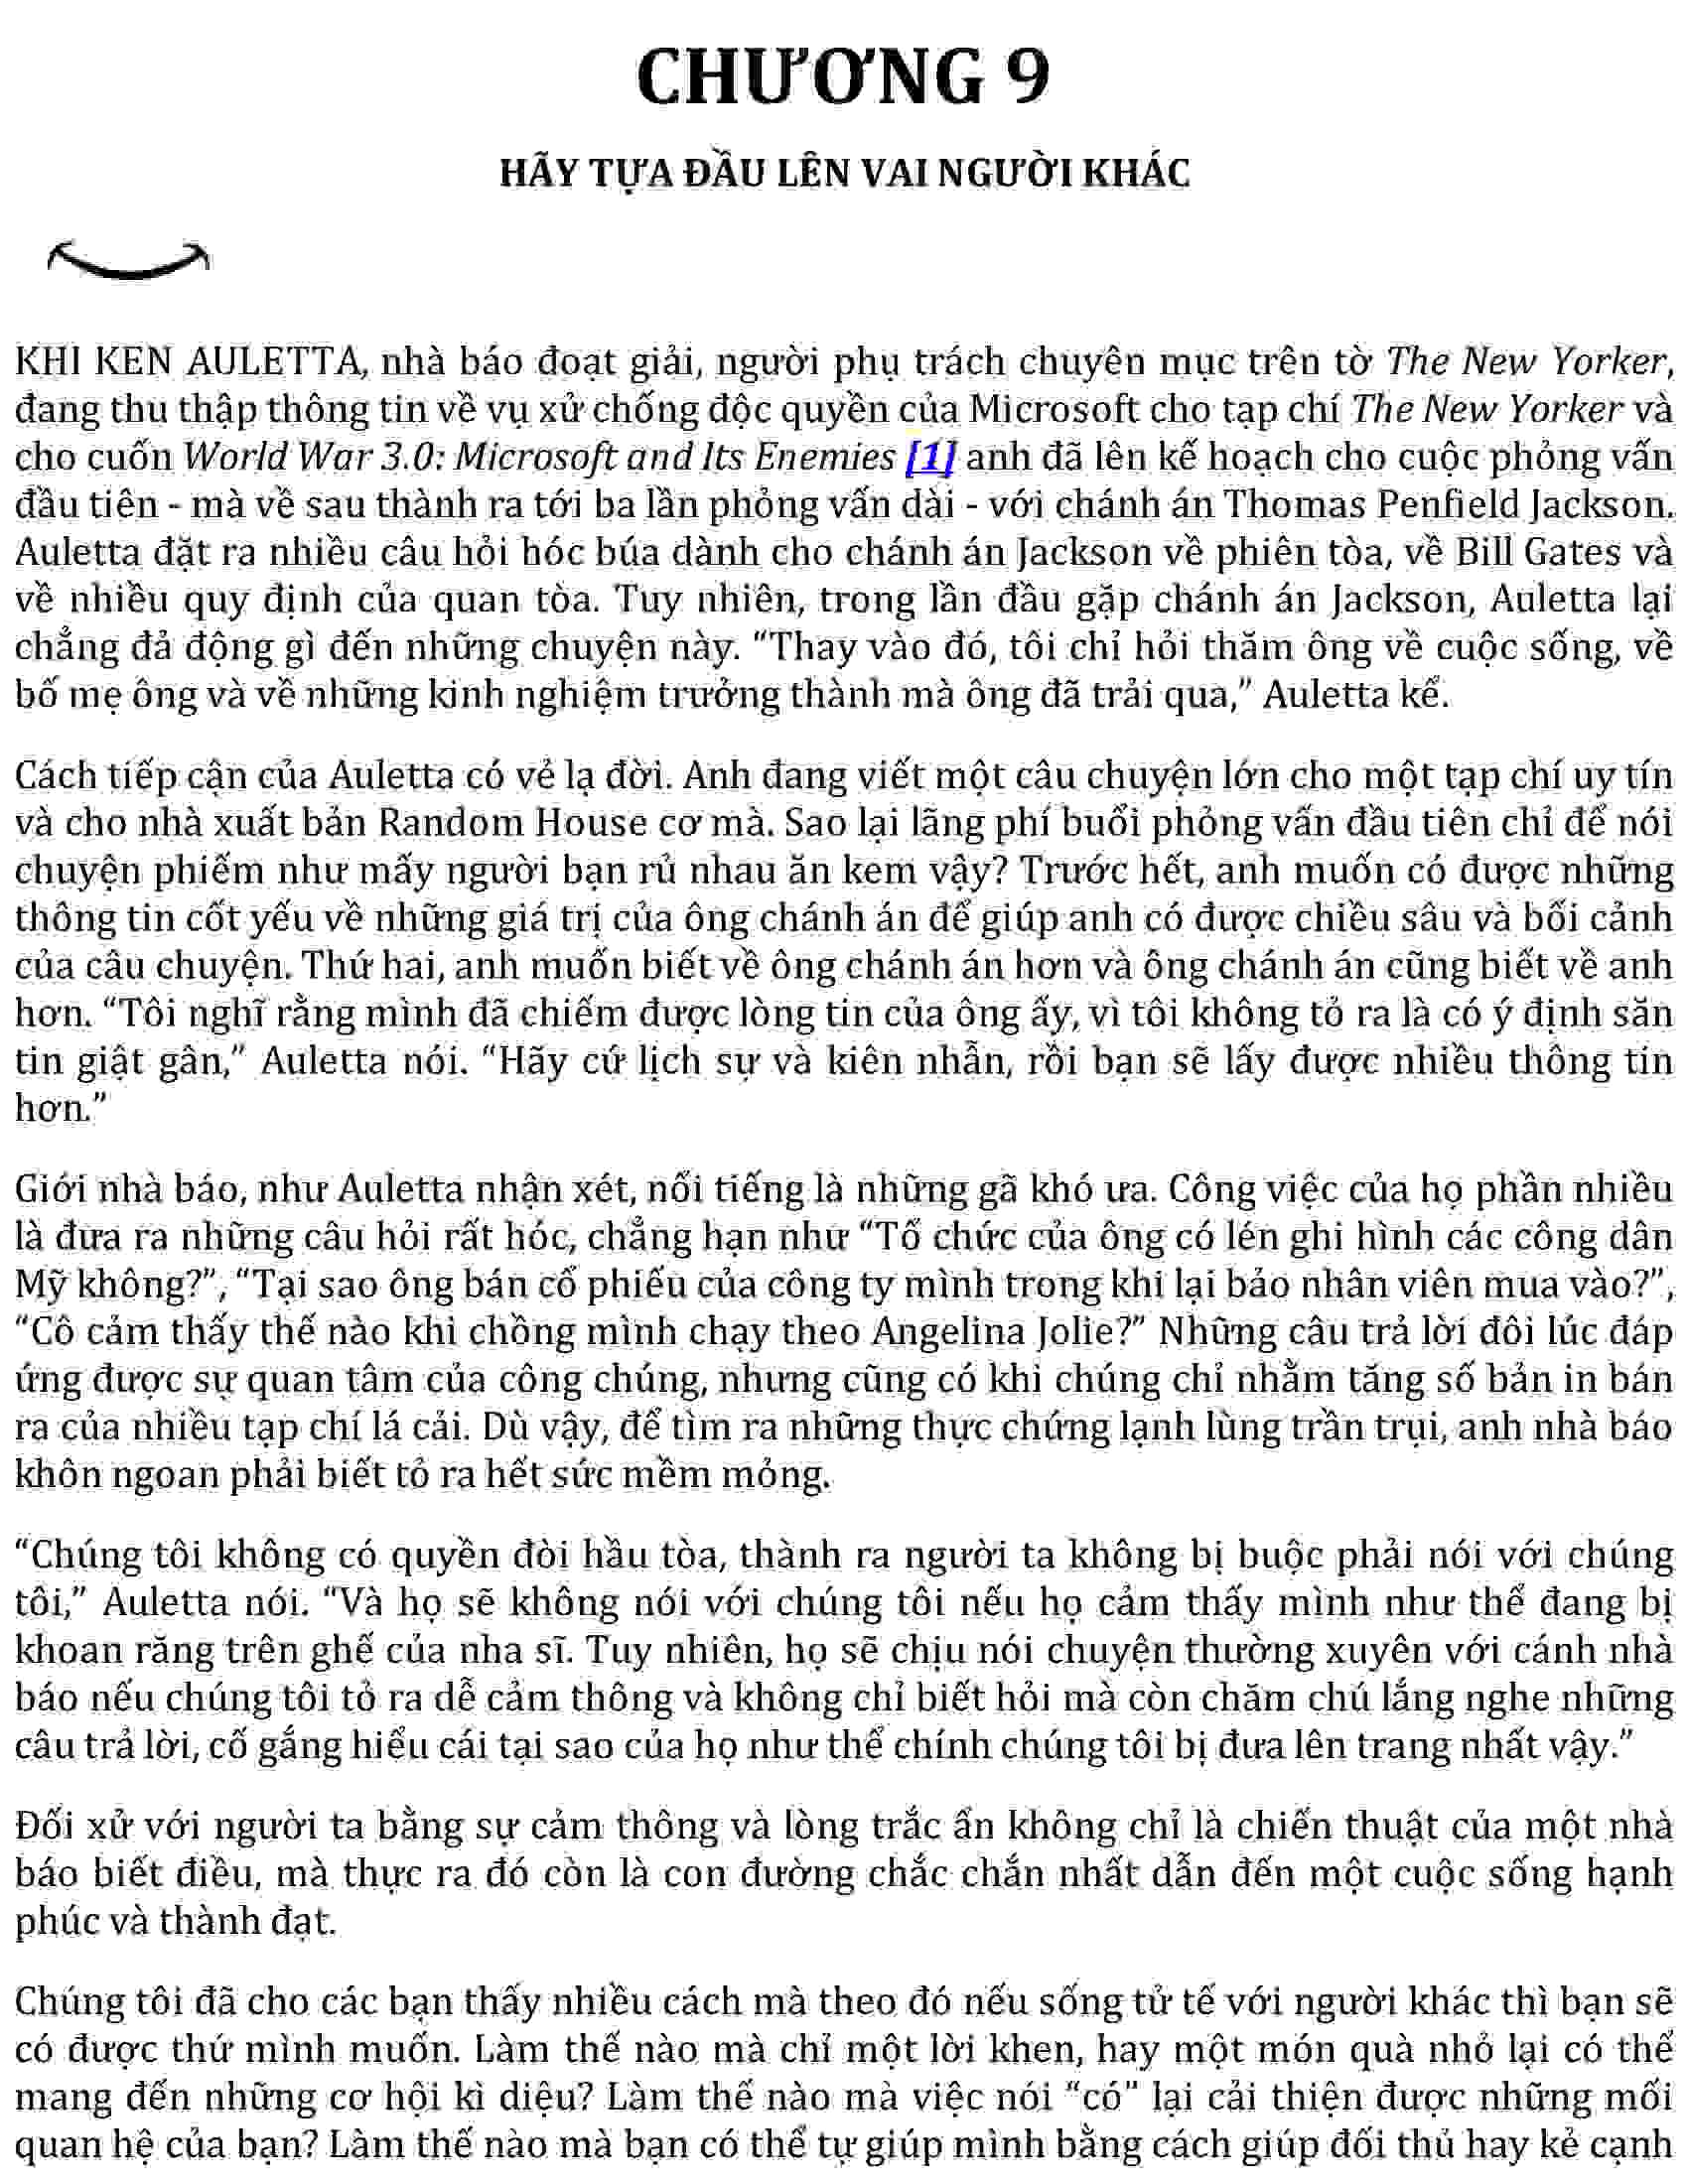 CHƯƠNG 9
HÃY TỰA ĐẦU LÊN VAI NGƯỜI KHÁC
KHI KEN AULETTA, nhà báo đoạt giải, người phụ trách chuyên mục trên tờ The New Yorker,
đang thu thập thông tin về vụ xử chống độc quyền của Microsoft cho tạp chí The New Yorker và
cho cuốn World War 3.0: Microsoft and Its Enemies [1] anh đã lên kế hoạch cho cuộc phỏng vấn
đầu tiên - mà về sau thành ra tới ba lần phỏng vấn dài - với chánh án Thomas Penfield Jackson.
Auletta đặt ra nhiều câu hỏi hóc búa dành cho chánh án Jackson về phiên tòa, về Bill Gates và
về nhiều quy định của quan tòa. Tuy nhiên, trong lần đầu gặp chánh án Jackson, Auletta lại
chẳng đả động gì đến những chuyện này. “Thay vào đó, tôi chỉ hỏi thăm ông về cuộc sống, về
bố mẹ ông và về những kinh nghiệm trưởng thành mà ông đã trải qua,” Auletta kể.
Cách tiếp cận của Auletta có vẻ lạ đời. Anh đang viết một câu chuyện lớn cho một tạp chí uy tín
và cho nhà xuất bản Random House cơ mà. Sao lại lãng phí buổi phỏng vấn đầu tiên chỉ để nói
chuyện phiếm như mấy người bạn rủ nhau ăn kem vậy? Trước hết, anh muốn có được những
thông tin cốt yếu về những giá trị của ông chánh án để giúp anh có được chiều sâu và bối cảnh
của câu chuyện. Thứ hai, anh muốn biết về ông chánh án hơn và ông chánh án cũng biết về anh
hơn. “Tôi nghĩ rằng mình đã chiếm được lòng tin của ông ấy, vì tôi không tỏ ra là có ý định săn
tin giật gân,” Auletta nói. “Hãy cứ lịch sự và kiên nhẫn, rồi bạn sẽ lấy được nhiều thông tin
hơn.”
Giới nhà báo, như Auletta nhận xét, nổi tiếng là những gã khó ưa. Công việc của họ phần nhiều
là đưa ra những câu hỏi rất hóc, chẳng hạn như “Tổ chức của ông có lén ghi hình các công dân
Mỹ không?”, “Tại sao ông bán cổ phiếu của công ty mình trong khi lại bảo nhân viên mua vào?”,
“Cô cảm thấy thế nào khi chồng mình chạy theo Angelina Jolie?” Những câu trả lời đôi lúc đáp
ứng được sự quan tâm của công chúng, nhưng cũng có khi chúng chỉ nhằm tăng số bản in bán
ra của nhiều tạp chí lá cải. Dù vậy, để tìm ra những thực chứng lạnh lùng trần trụi, anh nhà báo
khôn ngoan phải biết tỏ ra hết sức mềm mỏng.
“Chúng tôi không có quyền đòi hầu tòa, thành ra người ta không bị buộc phải nói với chúng
tôi,” Auletta nói. “Và họ sẽ không nói với chúng tôi nếu họ cảm thấy mình như thể đang bị
khoan răng trên ghế của nha sĩ. Tuy nhiên, họ sẽ chịu nói chuyện thường xuyên với cánh nhà
báo nếu chúng tôi tỏ ra dễ cảm thông và không chỉ biết hỏi mà còn chăm chú lắng nghe những
câu trả lời, cố gắng hiểu cái tại sao của họ như thể chính chúng tôi bị đưa lên trang nhất vậy.”
Đối xử với người ta bằng sự cảm thông và lòng trắc ẩn không chỉ là chiến thuật của một nhà
báo biết điều, mà thực ra đó còn là con đường chắc chắn nhất dẫn đến một cuộc sống hạnh
phúc và thành đạt.
Chúng tôi đã cho các bạn thấy nhiều cách mà theo đó nếu sống tử tế với người khác thì bạn sẽ
có được thứ mình muốn. Làm thế nào mà chỉ một lời khen, hay một món quà nhỏ lại có thể
mang đến những cơ hội kì diệu? Làm thế nào mà việc nói “có” lại cải thiện được những mối
quan hệ của bạn? Làm thế nào mà bạn có thể tự giúp mình bằng cách giúp đối thủ hay kẻ cạnh